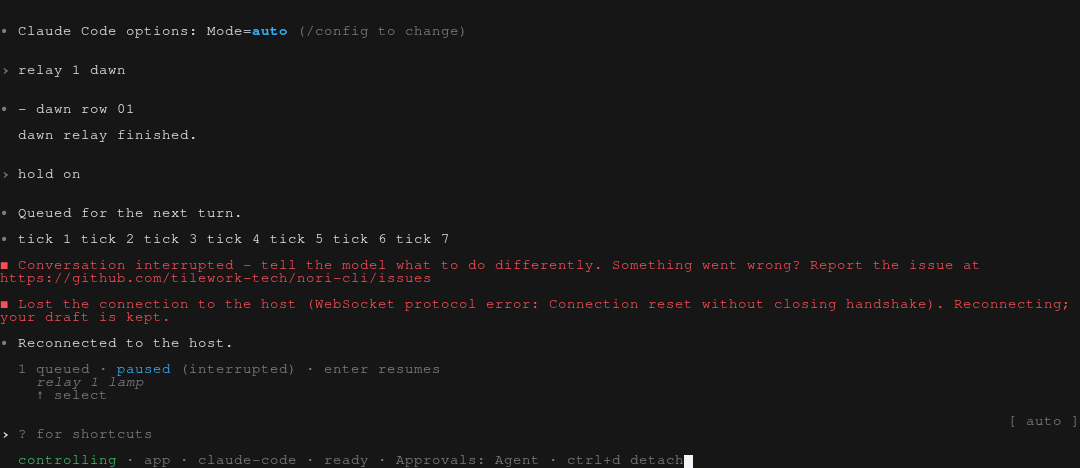 • Claude Code options: Mode=auto (/config to change)
› relay 1 dawn
• - dawn row 01
dawn relay finished.
› hold on
• Queued for the next turn.
• tick 1 tick 2 tick 3 tick 4 tick 5 tick 6 tick 7
■ Conversation interrupted - tell the model what to do differently. Something went wrong? Report the issue at
https://github.com/tilework-tech/nori-cli/issues
■ Lost the connection to the host (WebSocket protocol error: Connection reset without closing handshake). Reconnecting;
your draft is kept.
• Reconnected to the host.
1 queued · paused (interrupted) · enter resumes
relay 1 lamp
↑ select
[ auto ]
› ? for shortcuts
controlling · app · claude-code · ready · Approvals: Agent · ctrl+d detach